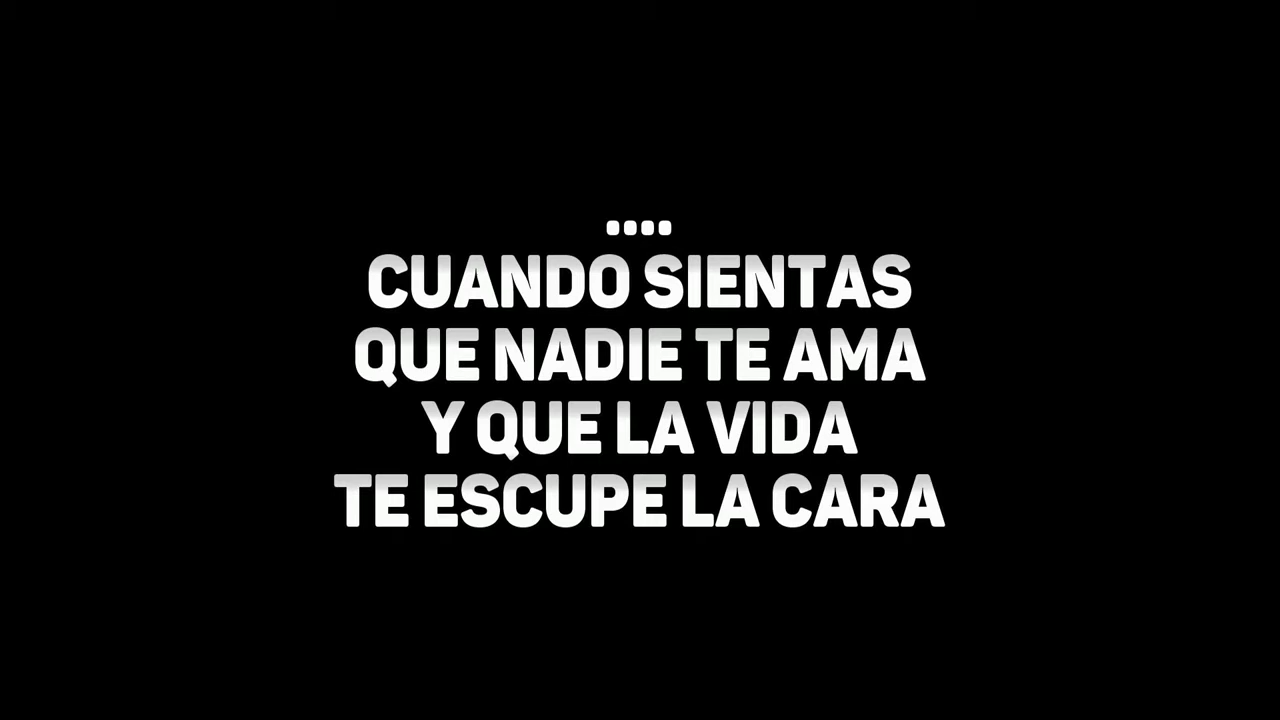 ....
CUANDO SIENTAS
QUE NADIE TE AMA
Y QUE LA VIDA
TE ESCUPE LA CARA